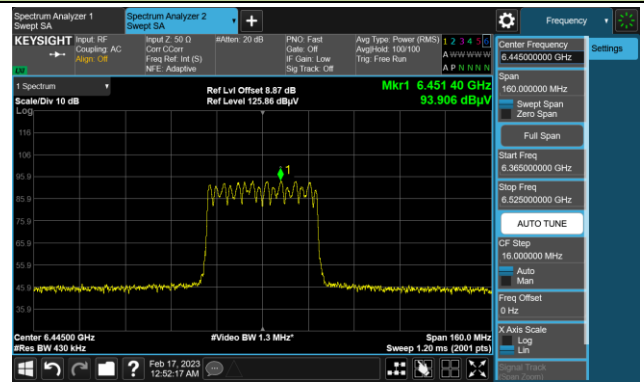 Spectrum Analyzer 1
Swept SA
Spectrum Analyzer 2
Swept SA
+
Frequency
KEYSIGHT
Input: RF
Coupling: AC
Align: Off
Input Z: 50 Ω
Corr CCorr
Freq Ref: Int (S)
NFE: Adaptive
#Atten: 20 dB
PNO: Fast
Gate: Off
IF Gain: Low
Sig Track: Off
Avg Type: Power (RMS)
Avg|Hold: 100/100
Trig: Free Run
1 2 3 4 5 6
A W W W W W
A P N N N N
1 Spectrum
Scale/Div 10 dB
Log
Ref Lvl Offset 8.87 dB
Ref Level 125.86 dBµV
Mkr1 6.451 40 GHz
93.906 dBµV
116
106
95.9
85.9
75.9
65.9
55.9
45.9
35.9
1
Center 6.44500 GHz
#Res BW 430 kHz
#Video BW 1.3 MHz*
Span 160.0 MHz
Sweep 1.20 ms (2001 pts)
Feb 17, 2023
12:52:17 AM
?
Center Frequency
6.445000000 GHz
Settings
Span
160.000000 MHz
Swept Span
Zero Span
Full Span
Start Freq
6.365000000 GHz
Stop Freq
6.525000000 GHz
AUTO TUNE
CF Step
16.000000 MHz
Auto
Man
Freq Offset
0 Hz
X Axis Scale
Log
Lin
Signal Track
(Span Zoom)